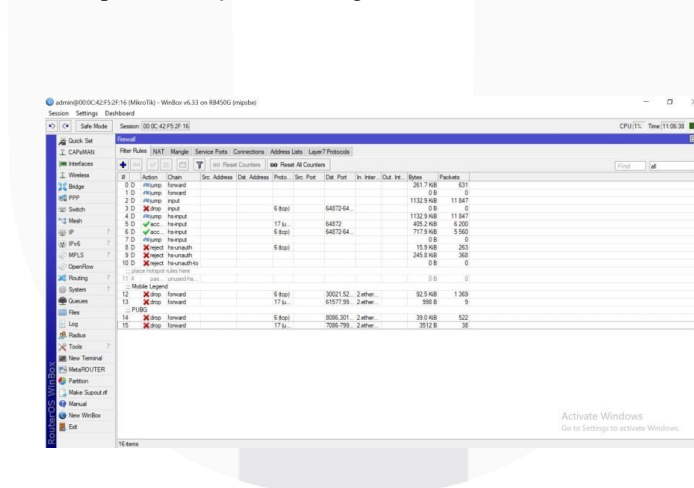 admin@00:0C:42:F5:2F:16 (MikroTik) - WinBox v6.33 on RB450G (mipsbe)
Session Settings Dashboard
Safe Mode Session: 00:0C:42:F5:2F:16 CPU: 1% Time: 11:06:38
Quick Set
CAPsMAN
Interfaces
Wireless
Bridge
PPP
Switch
Mesh
IP
IPv6
MPLS
OpenFlow
Routing
System
Queues
Files
Log
Radius
Tools
New Terminal
MetaROUTER
Partition
Make Supout.rif
Manual
New WinBox
Exit
RouterOS WinBox
Firewall
Filter Rules NAT Mangle Service Ports Connections Address Lists Layer7 Protocols
Reset Counters 00 Reset All Counters Find all
# Action Chain Src. Address Dst. Address Proto... Src. Port Dst. Port In. Inter... Out. Int... Bytes Packets
0 D jump forward 261.7 KiB 631
1 D jump forward 0 B 0
2 D jump input 1132.9 KiB 11 847
3 D drop input 6 (tcp) 64872-64... 0 B 0
4 D jump hs-input 1132.9 KiB 11 847
5 D acc... hs-input 17 (u... 64872 405.2 KiB 6 200
6 D acc... hs-input 6 (tcp) 64872-64... 717.9 KiB 5 560
7 D jump hs-input 0 B 0
8 D reject hs-unauth 6 (tcp) 15.9 KiB 263
9 D reject hs-unauth 245.8 KiB 368
10 D reject hs-unauth-to 0 B 0
::: place hotspot rules here
11 X pas... unused-hs... 0 B 0
::: Mobile Legend
12 drop forward 6 (tcp) 30021,52... 2.ether... 92.5 KiB 1 369
13 drop forward 17 (u... 61577,99... 2.ether... 998 B 9
::: PUBG
14 drop forward 6 (tcp) 8086,301... 2.ether... 39.0 KiB 522
15 drop forward 17 (u... 7086-799... 2.ether... 3512 B 38
16 items
Activate Windows
Go to Settings to activate Windows.